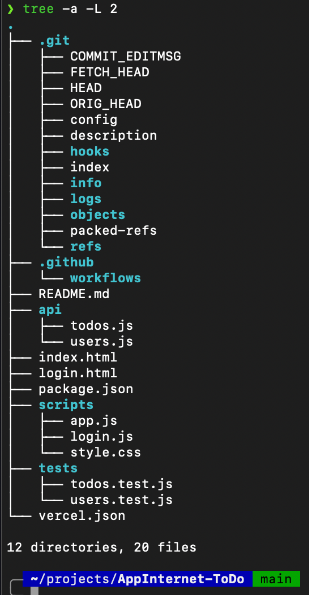 ❯ tree -a -L 2
.
├── .git
│   ├── COMMIT_EDITMSG
│   ├── FETCH_HEAD
│   ├── HEAD
│   ├── ORIG_HEAD
│   ├── config
│   ├── description
│   ├── hooks
│   ├── index
│   ├── info
│   ├── logs
│   ├── objects
│   ├── packed-refs
│   └── refs
├── .github
│   └── workflows
├── README.md
├── api
│   ├── todos.js
│   └── users.js
├── index.html
├── login.html
├── package.json
├── scripts
│   ├── app.js
│   ├── login.js
│   └── style.css
├── tests
│   ├── todos.test.js
│   └── users.test.js
└── vercel.json
12 directories, 20 files
~/projects/AppInternet-ToDo main